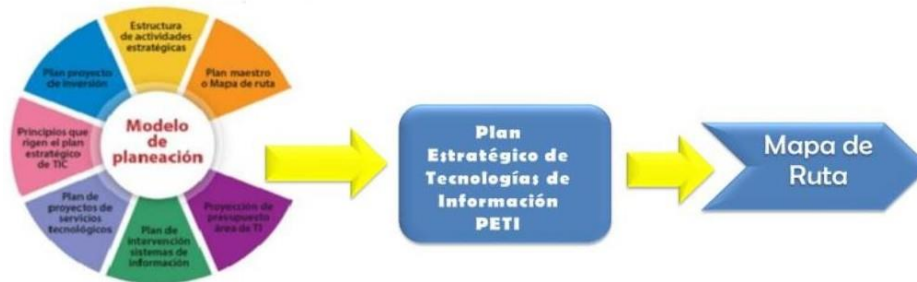 Estructura
de actividades
estratégicas
Plan maestro
o Mapa de ruta
Plan proyecto
de inversión
Principios que
rigen el plan
estratégico
de TIC
Modelo
de
planeación
Plan de
proyectos de
servicios
tecnológicos
Plan de
intervención
sistemas de
información
Proyección de
presupuesto
área de TI
Plan
Estratégico de
Tecnologías de
Información
PETI
Mapa de
Ruta